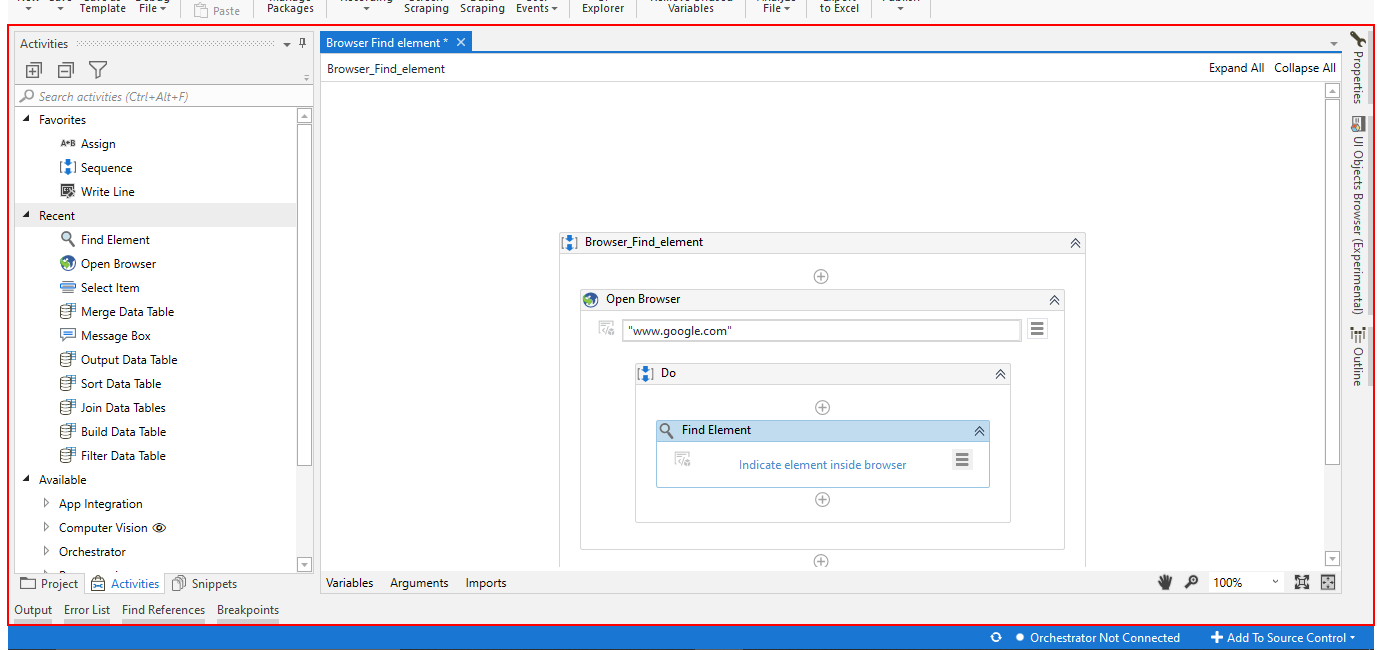 Template
File
Paste
Packages
Scraping
Scraping
Events
Explorer
Variables
File
to Excel
Activities
Search activities (Ctrl+Alt+F)
Favorites
A+B Assign
Sequence
Write Line
Recent
Find Element
Open Browser
Select Item
Merge Data Table
Message Box
Output Data Table
Sort Data Table
Join Data Tables
Build Data Table
Filter Data Table
Available
App Integration
Computer Vision
Orchestrator
Project
Activities
Snippets
Browser Find element *
Browser_Find_element
Expand All
Collapse All
Browser_Find_element
Open Browser
"www.google.com"
Do
Find Element
Indicate element inside browser
Variables
Arguments
Imports
100%
Properties
UI Objects Browser (Experimental)
Outline
Output
Error List
Find References
Breakpoints
Orchestrator Not Connected
Add To Source Control